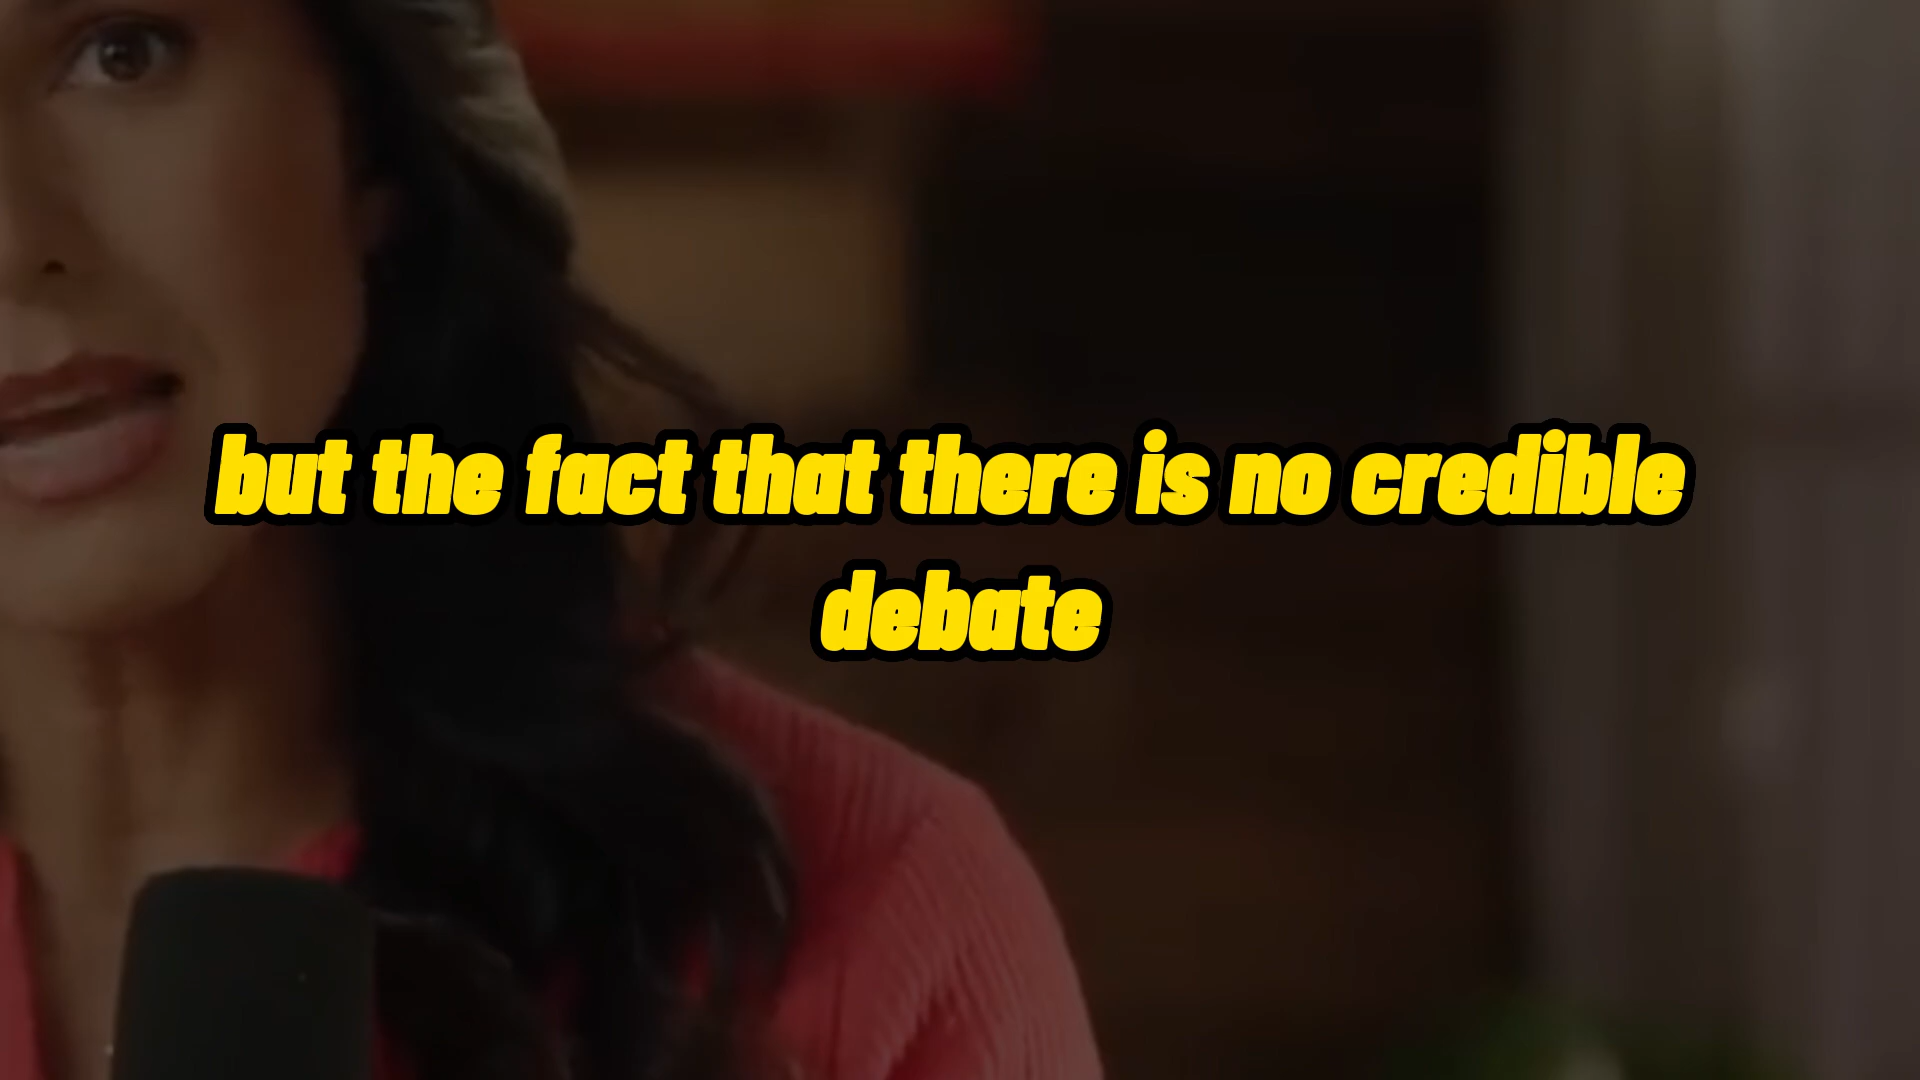 but the fact that there is no credible
debate